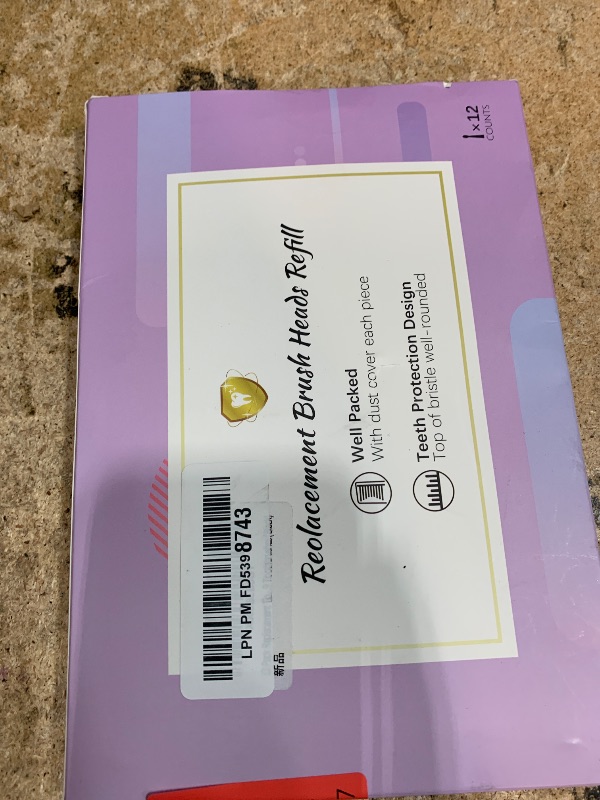 x 12
COUNTS
Reolacement Brush Heads Refill
Well Packed
With dust cover each piece
Teeth Protection Design
Top of bristle well-rounded
LPN PM FD5398743
新品
7